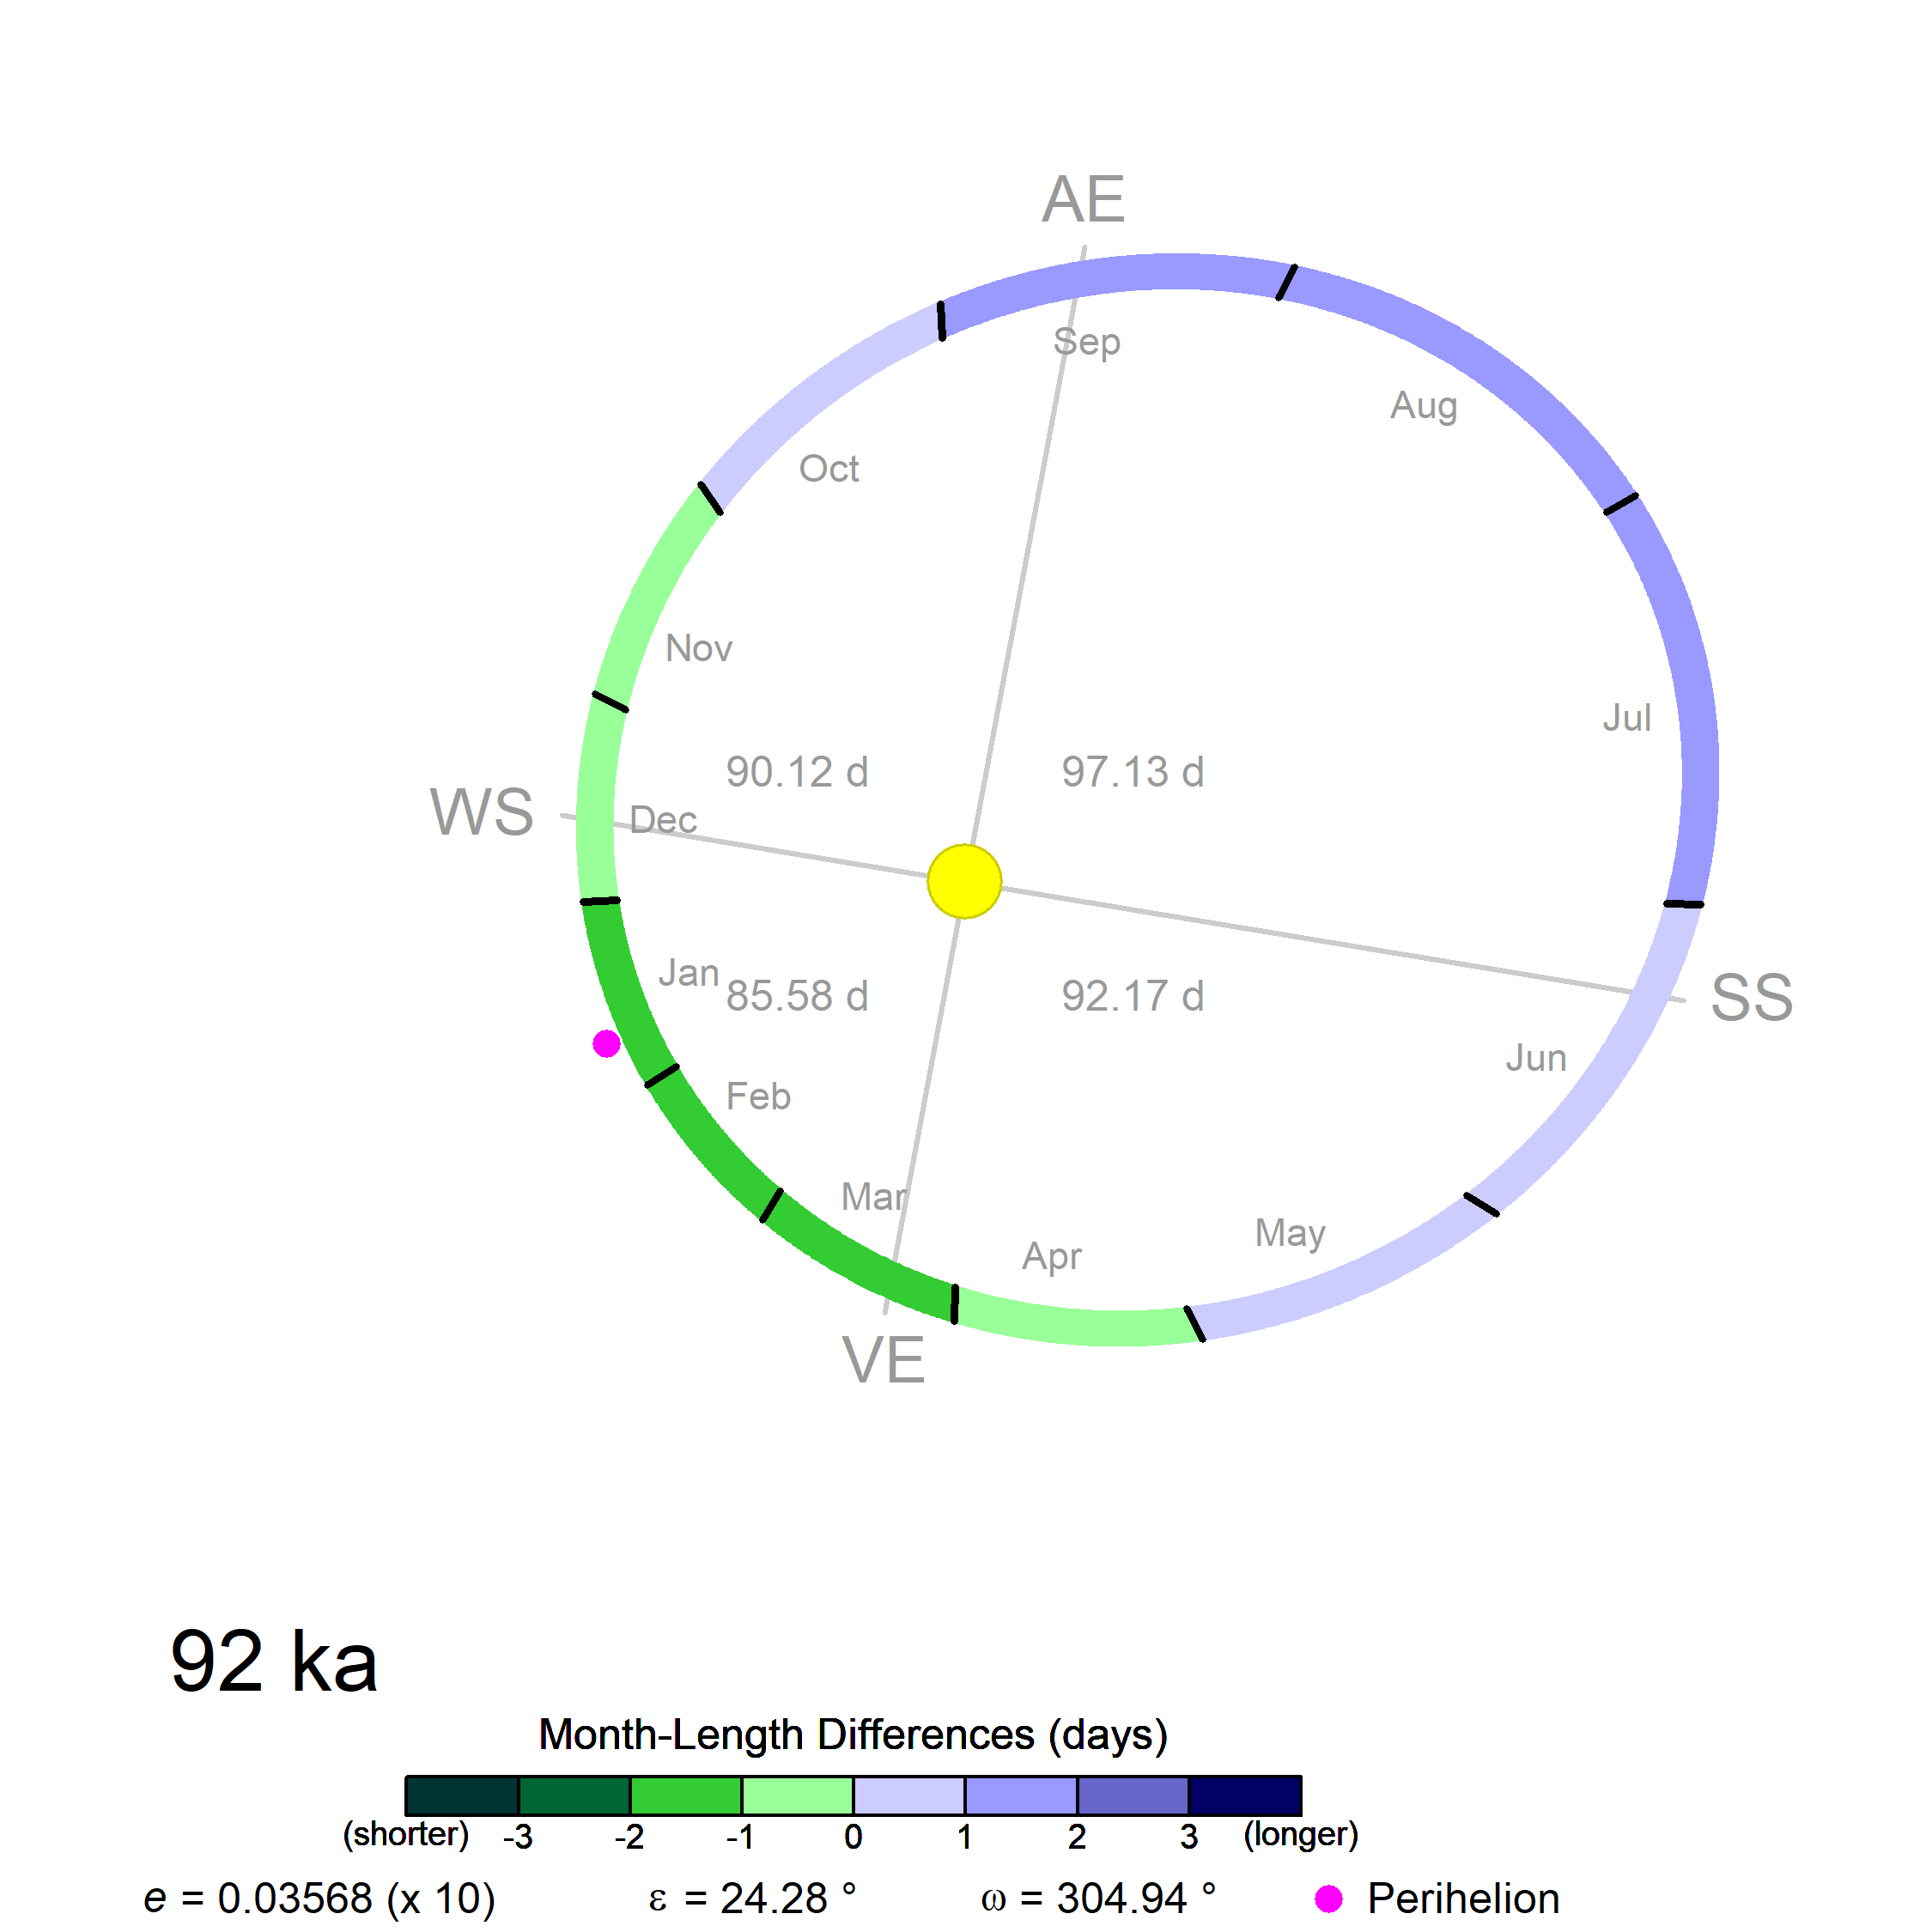 AE
Sep
Aug
Oct
Nov
Jul
90.12 d
97.13 d
WS
Dec
Jan
85.58 d
92.17 d
SS
Jun
Feb
Mar
May
Apr
VE
92 ka
Month-Length Differences (days)
(shorter) -3 -2 -1 0 1 2 3 (longer)
e = 0.03568 (x 10) ε = 24.28 ° ω = 304.94 ° Perihelion